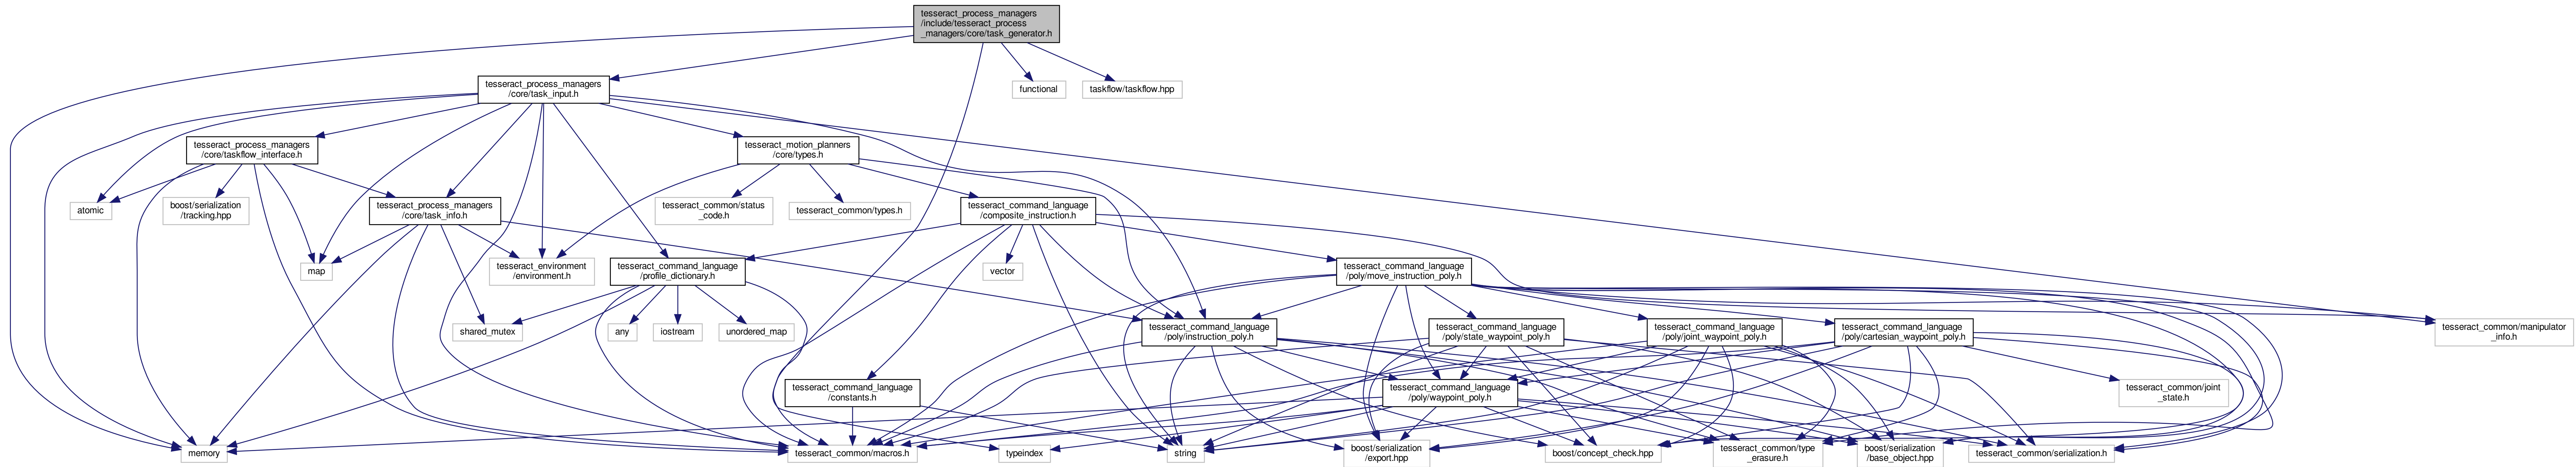 tesseract_process_managers
/include/tesseract_process
_managers/core/task_generator.h
tesseract_process_managers
/core/task_input.h
functional
taskflow/taskflow.hpp
tesseract_process_managers
/core/taskflow_interface.h
tesseract_motion_planners
/core/types.h
atomic
boost/serialization
/tracking.hpp
tesseract_process_managers
/core/task_info.h
tesseract_common/status
_code.h
tesseract_common/types.h
tesseract_command_language
/composite_instruction.h
map
tesseract_environment
/environment.h
tesseract_command_language
/profile_dictionary.h
vector
tesseract_command_language
/poly/move_instruction_poly.h
shared_mutex
any
iostream
unordered_map
tesseract_command_language
/poly/instruction_poly.h
tesseract_command_language
/poly/state_waypoint_poly.h
tesseract_command_language
/poly/joint_waypoint_poly.h
tesseract_command_language
/poly/cartesian_waypoint_poly.h
tesseract_common/manipulator
_info.h
tesseract_command_language
/constants.h
tesseract_command_language
/poly/waypoint_poly.h
tesseract_common/joint
_state.h
memory
tesseract_common/macros.h
typeindex
string
boost/serialization
/export.hpp
boost/concept_check.hpp
tesseract_common/type
_erasure.h
boost/serialization
/base_object.hpp
tesseract_common/serialization.h